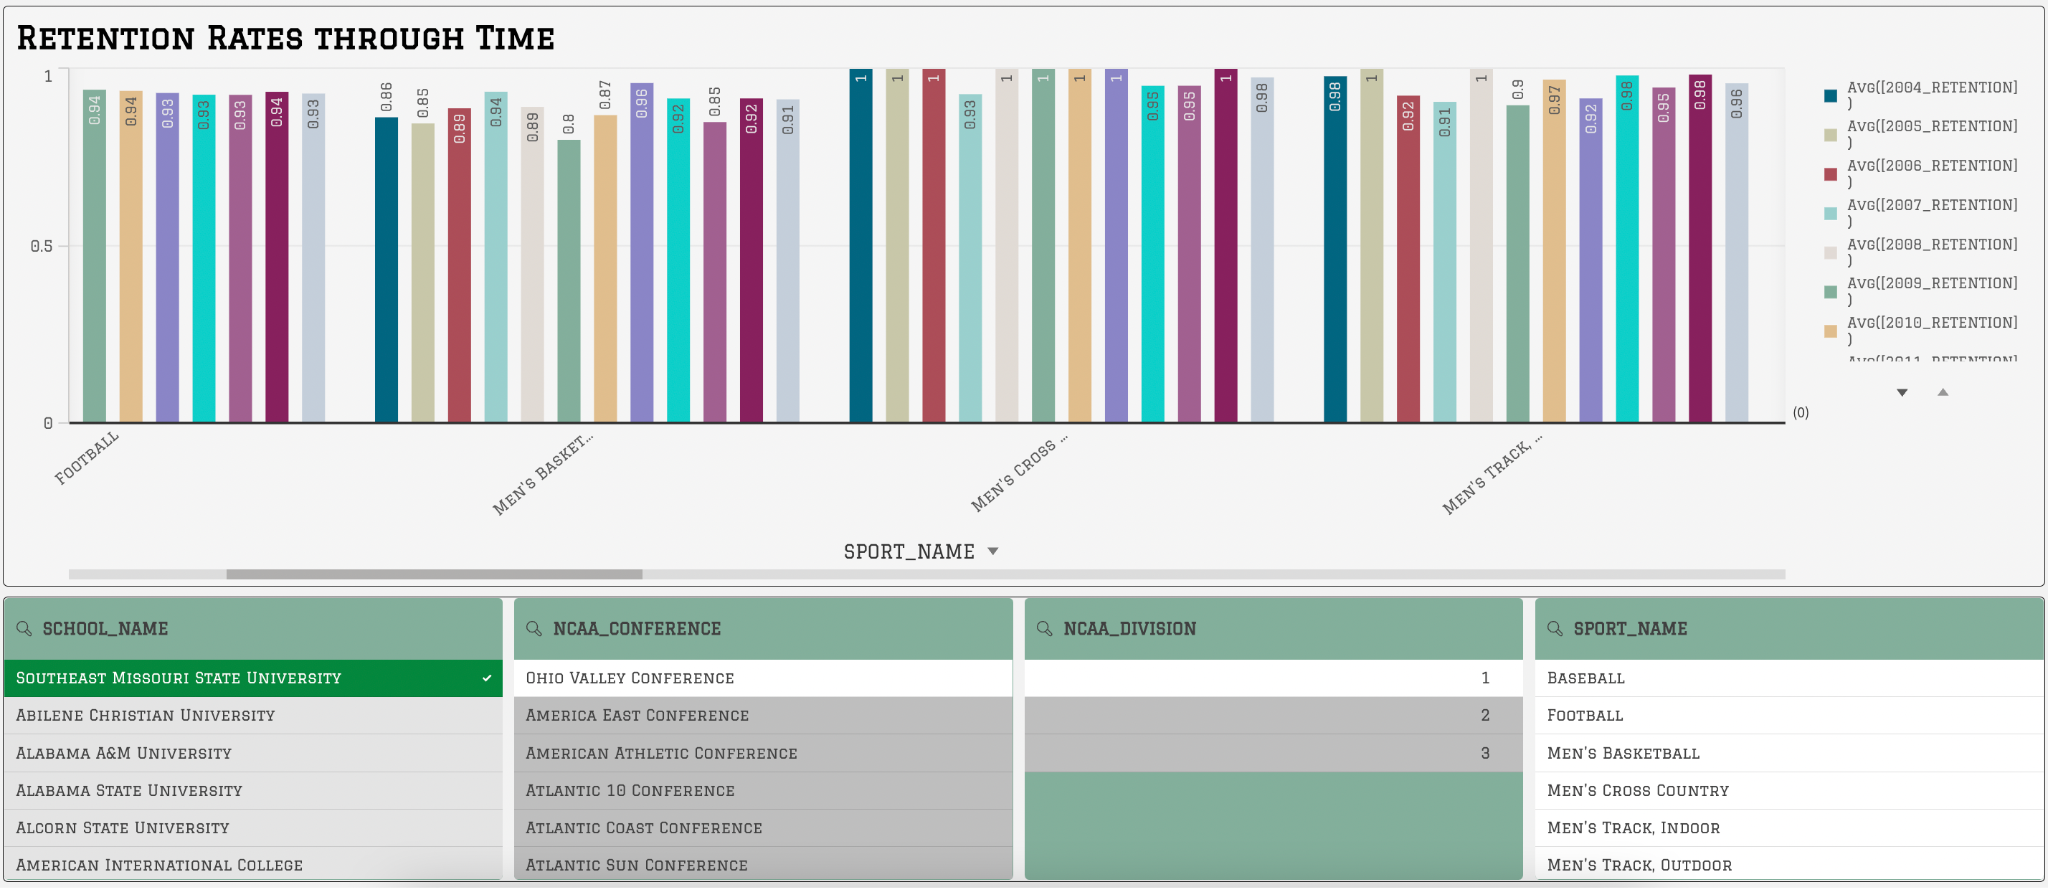 Retention Rates through Time
1
0.5
0
0.94 0.94 0.93 0.93 0.93 0.94 0.93
0.86 0.85 0.89 0.94 0.89 0.8 0.87 0.96 0.92 0.85 0.92 0.91
1 1 1 0.93 1 1 1 1 0.95 0.95 1 0.98
0.98 1 0.92 0.91 1 0.9 0.97 0.92 0.98 0.95 0.98 0.96
(0)
Football
Men's Basket...
Men's Cross ...
Men's Track, ...
SPORT_NAME
Avg([2004_RETENTION]
)
Avg([2005_RETENTION]
)
Avg([2006_RETENTION]
)
Avg([2007_RETENTION]
)
Avg([2008_RETENTION]
)
Avg([2009_RETENTION]
)
Avg([2010_RETENTION]
)
Avg([2011_RETENTION]
SCHOOL_NAME
Southeast Missouri State University
Abilene Christian University
Alabama A&M University
Alabama State University
Alcorn State University
American International College
NCAA_CONFERENCE
Ohio Valley Conference
America East Conference
American Athletic Conference
Atlantic 10 Conference
Atlantic Coast Conference
Atlantic Sun Conference
NCAA_DIVISION
1
2
3
SPORT_NAME
Baseball
Football
Men's Basketball
Men's Cross Country
Men's Track, Indoor
Men's Track, Outdoor